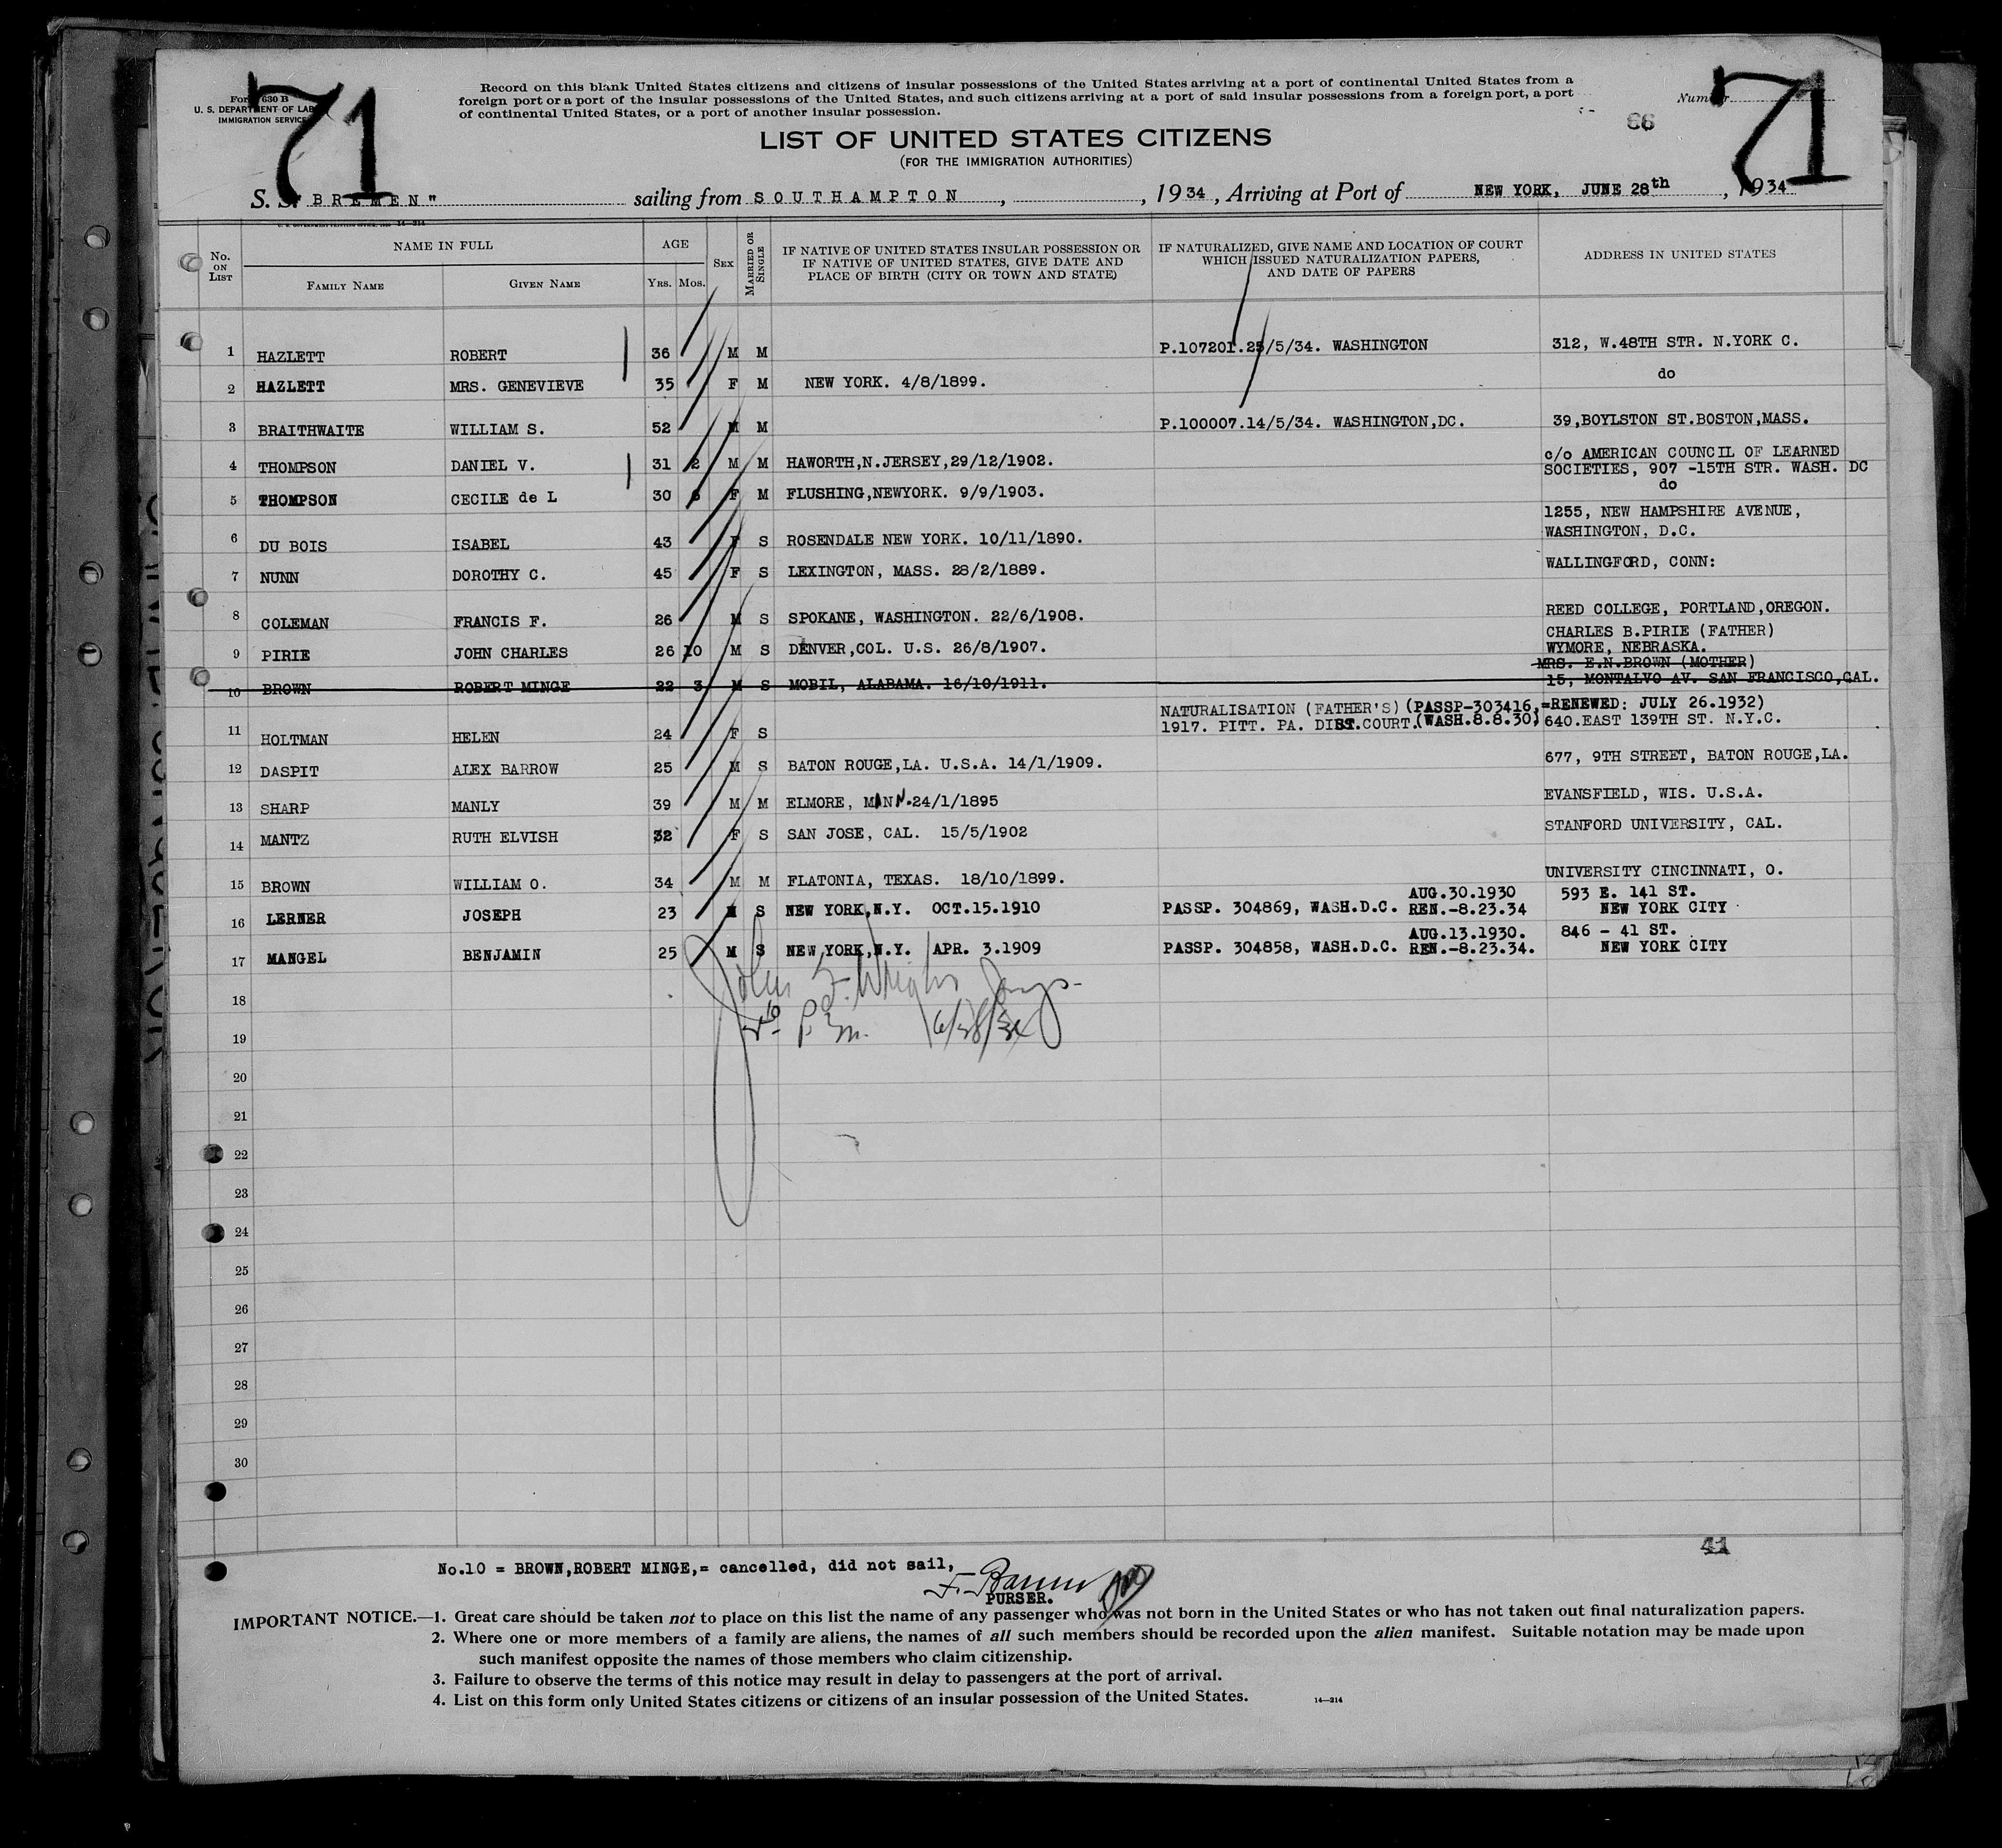 71
71
Form 630 B
U. S. DEPARTMENT OF LABOR
IMMIGRATION SERVICE
Record on this blank United States citizens and citizens of insular possessions of the United States arriving at a port of continental United States from a
foreign port or a port of the insular possessions of the United States, and such citizens arriving at a port of said insular possessions from a foreign port, a port
of continental United States, or a port of another insular possession.
Number
66
LIST OF UNITED STATES CITIZENS
(FOR THE IMMIGRATION AUTHORITIES)
S. S. BREMEN" sailing from SOUTHAMPTON , , 1934, Arriving at Port of NEW YORK, JUNE 28th , 1934
14—214
No. ON LIST NAME IN FULL FAMILY NAME GIVEN NAME AGE YRS. MOS. SEX MARRIED OR SINGLE IF NATIVE OF UNITED STATES INSULAR POSSESSION OR IF NATIVE OF UNITED STATES, GIVE DATE AND PLACE OF BIRTH (CITY OR TOWN AND STATE) IF NATURALIZED, GIVE NAME AND LOCATION OF COURT WHICH ISSUED NATURALIZATION PAPERS, AND DATE OF PAPERS ADDRESS IN UNITED STATES
1 HAZLETT ROBERT 36 M M P.107201.25/5/34. WASHINGTON 312, W.48TH STR. N.YORK C.
2 HAZLETT MRS. GENEVIEVE 35 F M NEW YORK. 4/8/1899. do
3 BRAITHWAITE WILLIAM S. 52 M M P.100007.14/5/34. WASHINGTON,DC. 39,BOYLSTON ST.BOSTON,MASS.
4 THOMPSON DANIEL V. 31 2 M M HAWORTH,N.JERSEY,29/12/1902. c/o AMERICAN COUNCIL OF LEARNED
SOCIETIES, 907 -15TH STR. WASH. DC
5 THOMPSON CECILE de L 30 6 F M FLUSHING,NEWYORK. 9/9/1903. do
6 DU BOIS ISABEL 43 F S ROSENDALE NEW YORK. 10/11/1890. 1255, NEW HAMPSHIRE AVENUE,
WASHINGTON, D.C.
7 NUNN DOROTHY C. 45 F S LEXINGTON, MASS. 28/2/1889. WALLINGFORD, CONN:
8 COLEMAN FRANCIS F. 26 M S SPOKANE, WASHINGTON. 22/6/1908. REED COLLEGE, PORTLAND,OREGON.
9 PIRIE JOHN CHARLES 26 10 M S DENVER,COL. U.S. 26/8/1907. CHARLES B.PIRIE (FATHER)
WYMORE, NEBRASKA.
10 BROWN ROBERT MINGE 22 3 M S MOBIL, ALABAMA. 16/10/1911. MRS. E.N.BROWN (MOTHER)
15, MONTALVO AV. SAN FRANCISCO,CAL.
11 HOLTMAN HELEN 24 F S NATURALISATION (FATHER'S) (PASSP-303416,=RENEWED: JULY 26.1932)
1917. PITT. PA. DIST.COURT.(WASH.8.8.30) 640.EAST 139TH ST. N.Y.C.
12 DASPIT ALEX BARROW 25 M S BATON ROUGE,LA. U.S.A. 14/1/1909. 677, 9TH STREET, BATON ROUGE,LA.
13 SHARP MANLY 39 M M ELMORE, MINN.24/1/1895 EVANSFIELD, WIS. U.S.A.
14 MANTZ RUTH ELVISH 32 F S SAN JOSE, CAL. 15/5/1902 STANFORD UNIVERSITY, CAL.
15 BROWN WILLIAM O. 34 M M FLATONIA, TEXAS. 18/10/1899. UNIVERSITY CINCINNATI, O.
16 LERNER JOSEPH 23 M S NEW YORK,N.Y. OCT.15.1910 PASSP. 304869, WASH.D.C. AUG.30.1930 REN.-8.23.34 593 E. 141 ST.
NEW YORK CITY
17 MANGEL BENJAMIN 25 M S NEW YORK,N.Y. APR. 3.1909 PASSP. 304858, WASH.D.C. AUG.13.1930. REN.-8.23.34. 846 - 41 ST.
NEW YORK CITY
18
19
6/28/34
20
21
22
23
24
25
26
27
28
29
30
41
No.10 = BROWN,ROBERT MINGE,= cancelled, did not sail,
PURSER.
IMPORTANT NOTICE.—1. Great care should be taken not to place on this list the name of any passenger who was not born in the United States or who has not taken out final naturalization papers.
2. Where one or more members of a family are aliens, the names of all such members should be recorded upon the alien manifest. Suitable notation may be made upon
such manifest opposite the names of those members who claim citizenship.
3. Failure to observe the terms of this notice may result in delay to passengers at the port of arrival.
4. List on this form only United States citizens or citizens of an insular possession of the United States.
14—214